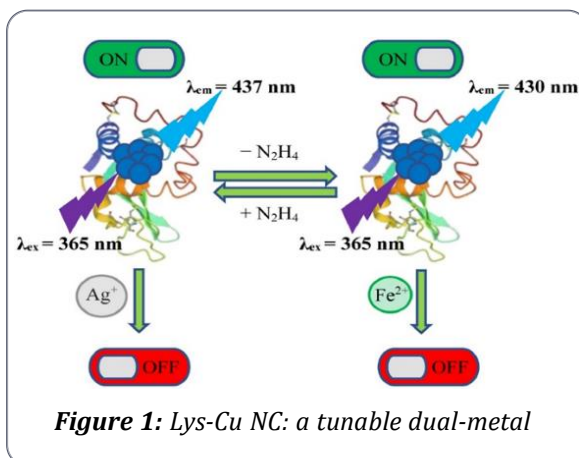 ON
λem = 437 nm
ON
λem = 430 nm
− N₂H₄
+ N₂H₄
λex = 365 nm
λex = 365 nm
Ag⁺
Fe²⁺
OFF
OFF
Figure 1: Lys-Cu NC: a tunable dual-metal